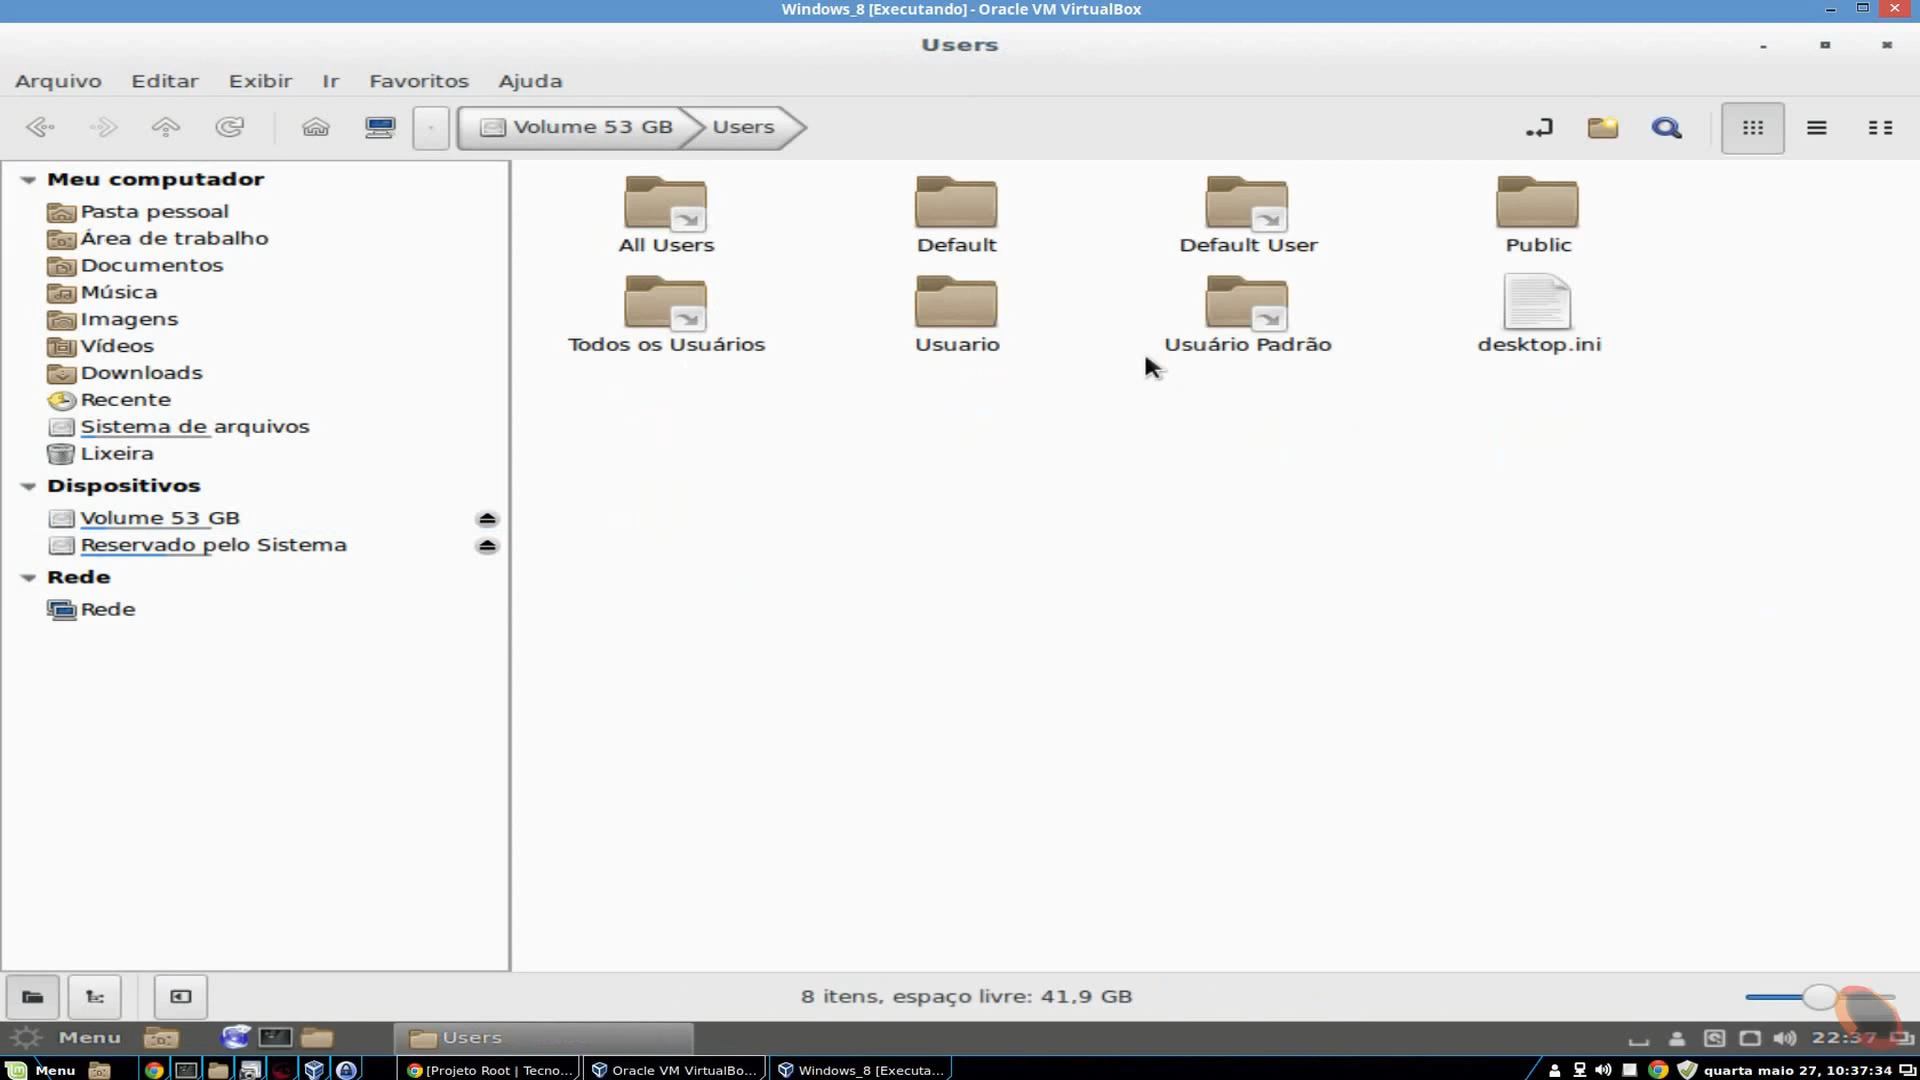 Windows_8 [Executando] - Oracle VM VirtualBox
Users
Arquivo Editar Exibir Ir Favoritos Ajuda
Volume 53 GB Users
Meu computador
Pasta pessoal
Área de trabalho
Documentos
Música
Imagens
Vídeos
Downloads
Recente
Sistema de arquivos
Lixeira
Dispositivos
Volume 53 GB
Reservado pelo Sistema
Rede
Rede
All Users Default Default User Public
Todos os Usuários Usuario Usuário Padrão desktop.ini
8 itens, espaço livre: 41,9 GB
Menu Users 22:37
Menu [Projeto Root | Tecno... Oracle VM VirtualBo... Windows_8 [Executa... quarta maio 27, 10:37:34